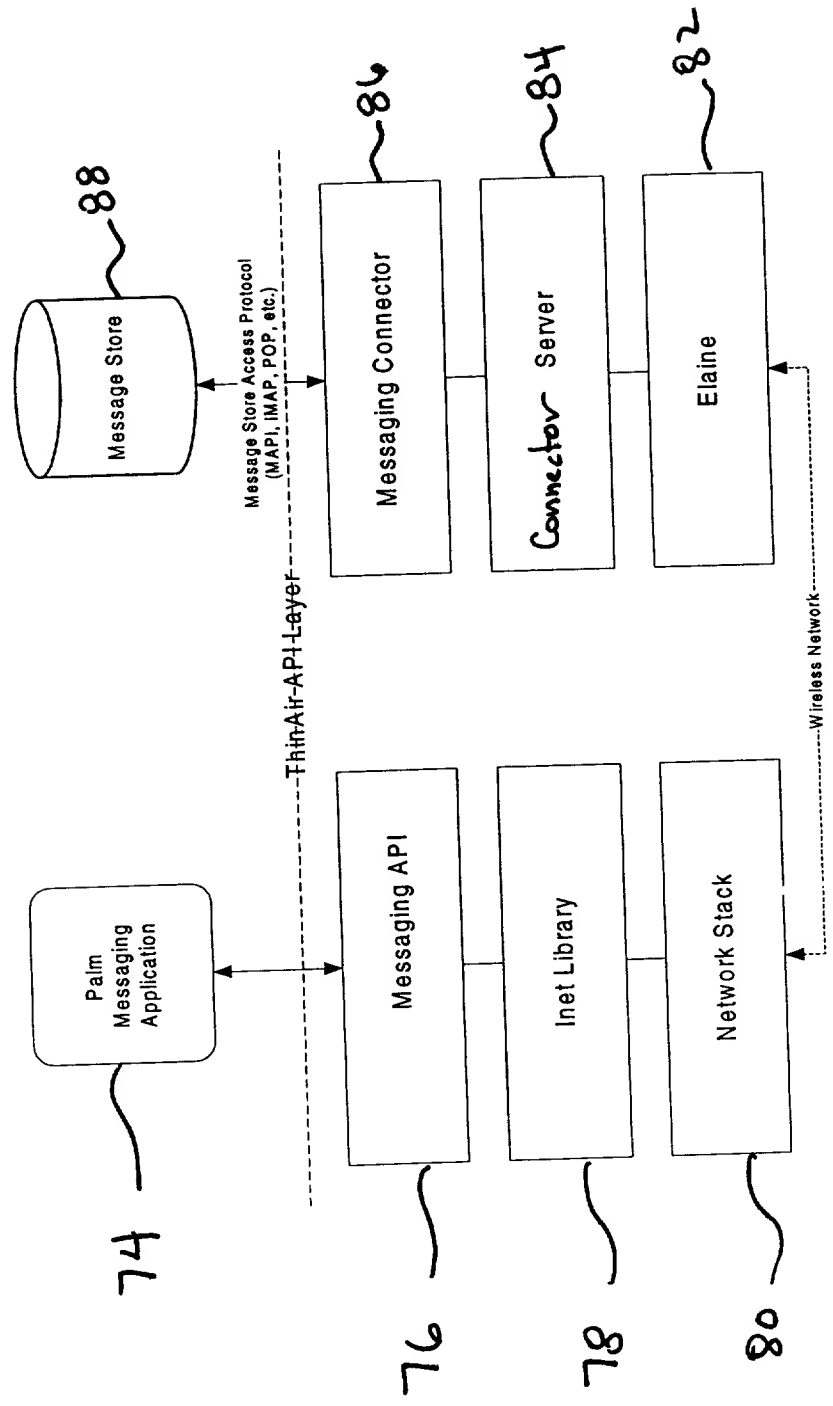 74
Palm
Messaging
Application
Message Store
88
Message Store Access Protocol
(MAPI, IMAP, POP, etc.)
ThinAir API Layer
76
Messaging API
Messaging Connector
86
78
Inet Library
Connector Server
84
80
Network Stack
Elaine
82
Wireless Network